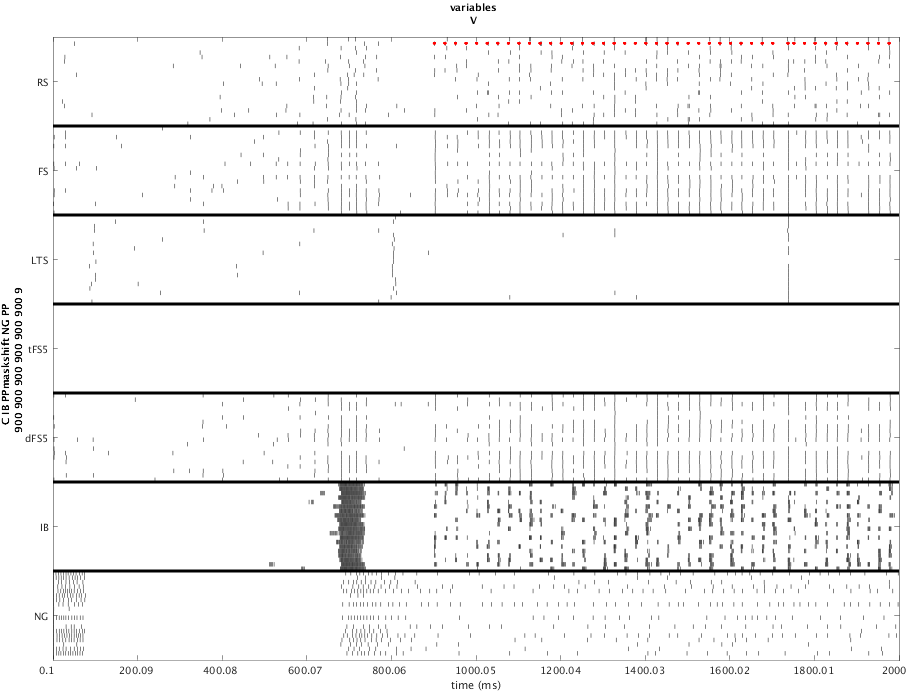 variables
V
RS
FS
LTS
tFS5
dFS5
IB
NG
C IB PPmaskshift NG PP
900 900 900 900 900 900 9
0.1 200.09 400.08 600.07 800.06 1000.05 1200.04 1400.03 1600.02 1800.01 2000
time (ms)